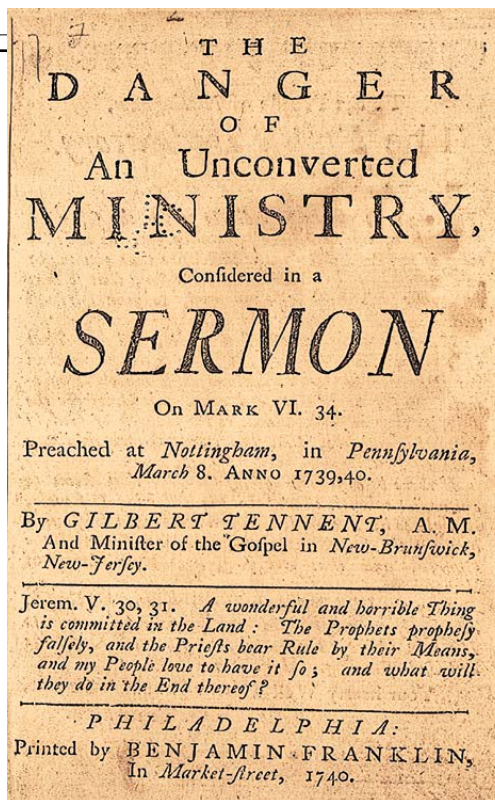 THE
DANGER
OF
An Unconverted
MINISTRY,
Conſidered in a
SERMON
On MARK VI. 34.
Preached at Nottingham, in Pennſylvania,
March 8. ANNO 1739,40.
By GILBERT TENNENT, A. M.
And Miniſter of the Goſpel in New-Brunſwick,
New-Jerſey.
Jerem. V. 30, 31. A wonderful and horrible Thing
is committed in the Land : The Prophets propheſy
falſely, and the Prieſts bear Rule by their Means,
and my People love to have it ſo ; and what will
they do in the End thereof ?
PHILADELPHIA:
Printed by BENJAMIN FRANKLIN,
In Market-ſtreet, 1740.